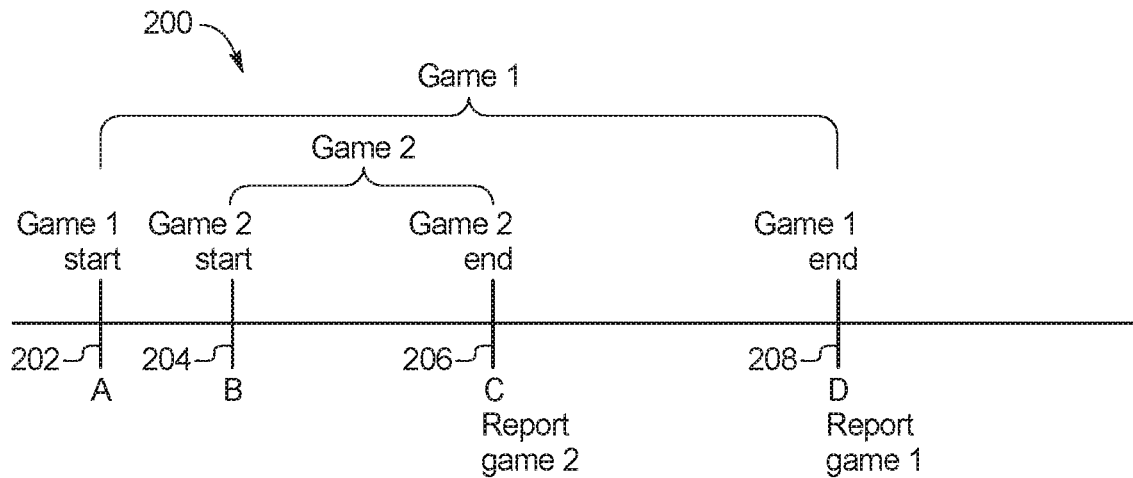 200
Game 1
Game 2
Game 1 Game 2 Game 2 Game 1
start start end end
202 204 206 208
A B C D
Report Report
game 2 game 1